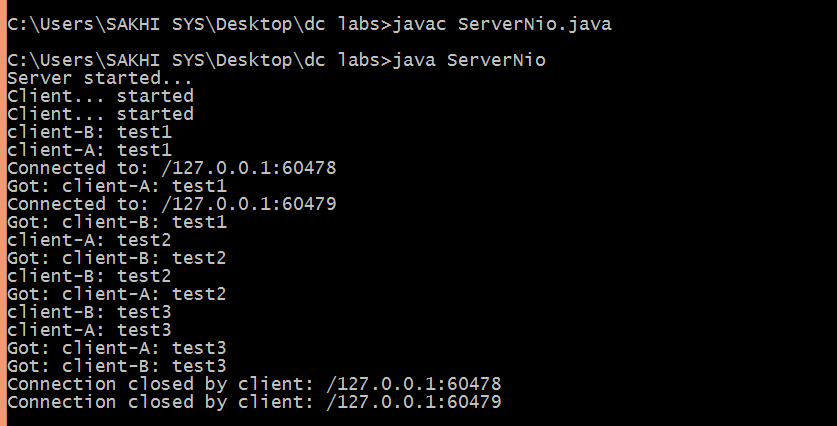 C:\Users\SAKHI SYS\Desktop\dc labs>javac ServerNio.java
C:\Users\SAKHI SYS\Desktop\dc labs>java ServerNio
Server started...
Client... started
Client... started
client-B: test1
client-A: test1
Connected to: /127.0.0.1:60478
Got: client-A: test1
Connected to: /127.0.0.1:60479
Got: client-B: test1
client-A: test2
Got: client-B: test2
client-B: test2
Got: client-A: test2
client-B: test3
client-A: test3
Got: client-A: test3
Got: client-B: test3
Connection closed by client: /127.0.0.1:60478
Connection closed by client: /127.0.0.1:60479